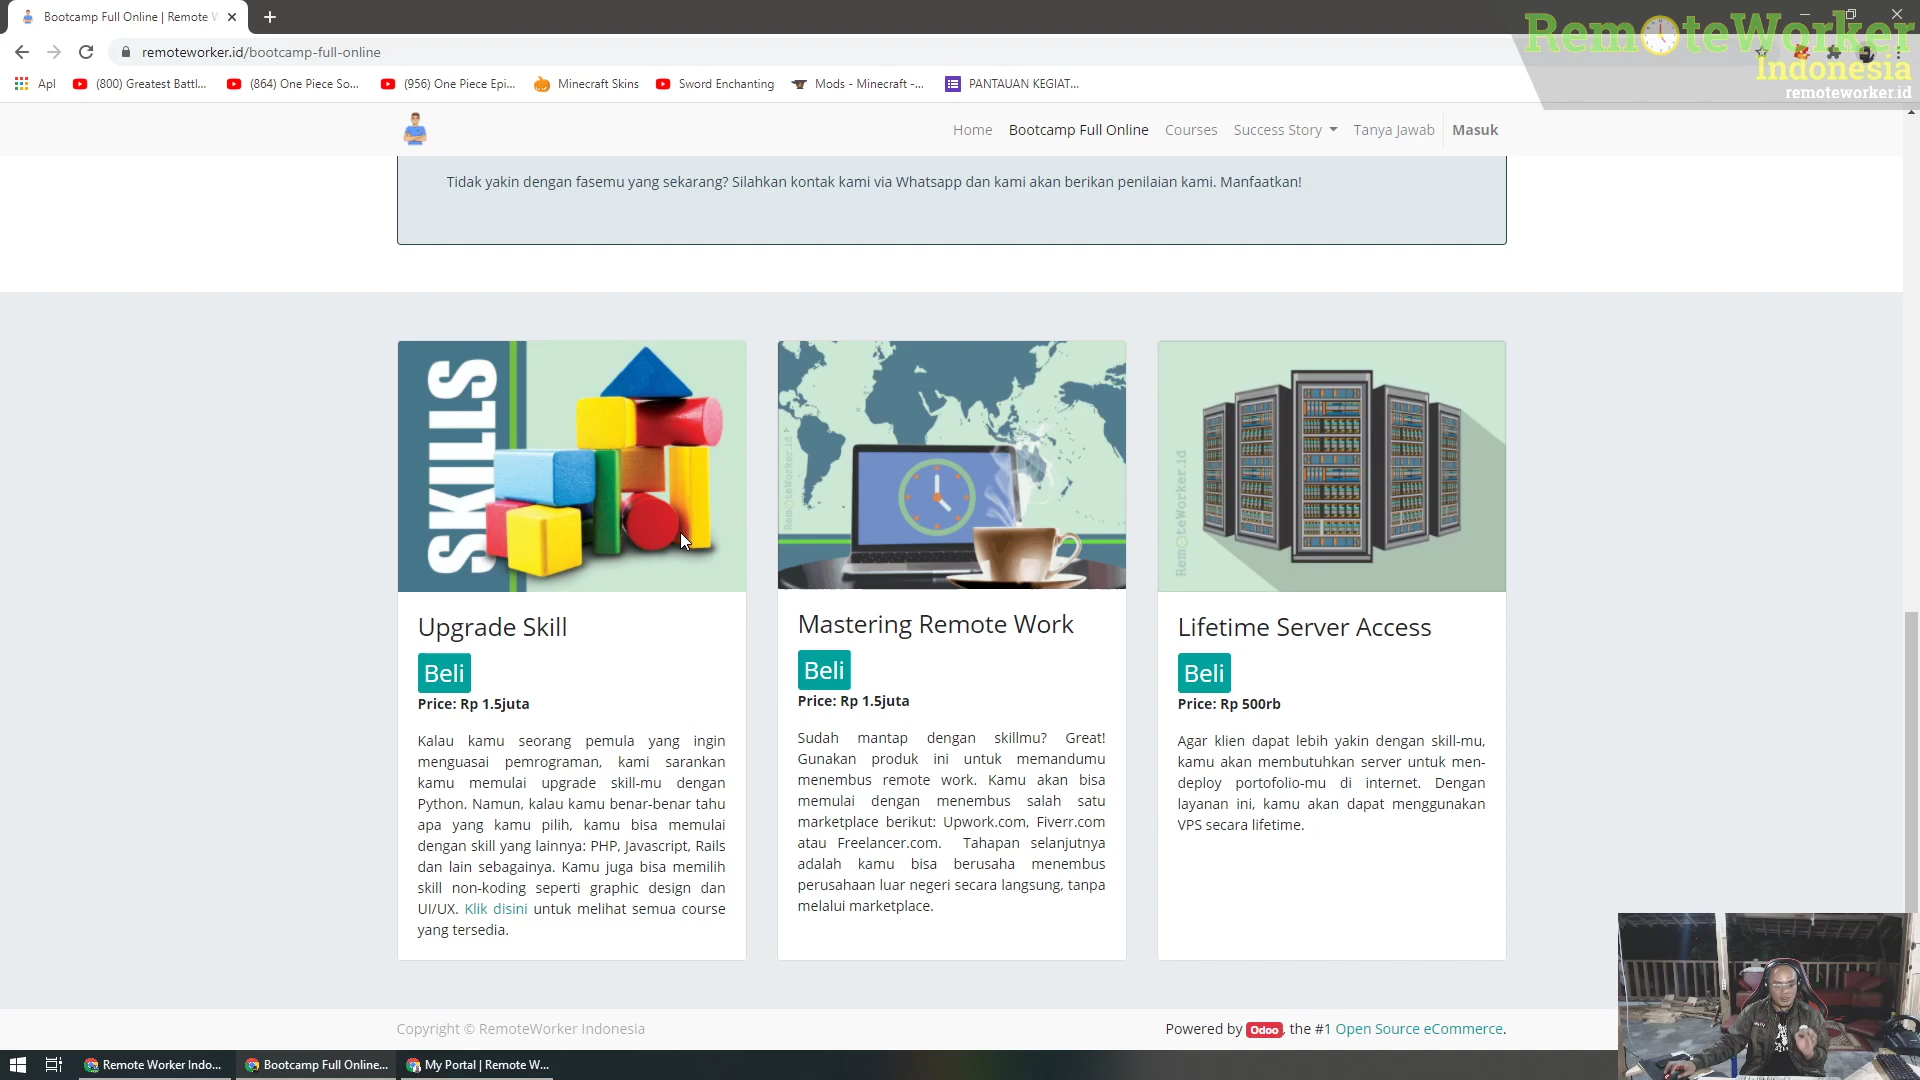 Bootcamp Full Online | Remote W
remoteworker.id/bootcamp-full-online
RemoteWorker
Indonesia
remoteworker.id
Apl
(800) Greatest Battl...
(864) One Piece So...
(956) One Piece Epi...
Minecraft Skins
Sword Enchanting
Mods - Minecraft -...
PANTAUAN KEGIAT...
Home
Bootcamp Full Online
Courses
Success Story
Tanya Jawab
Masuk
Tidak yakin dengan fasemu yang sekarang? Silahkan kontak kami via Whatsapp dan kami akan berikan penilaian kami. Manfaatkan!
SKILLS
Upgrade Skill
Beli
Price: Rp 1.5juta
Kalau kamu seorang pemula yang ingin
menguasai pemrograman, kami sarankan
kamu memulai upgrade skill-mu dengan
Python. Namun, kalau kamu benar-benar tahu
apa yang kamu pilih, kamu bisa memulai
dengan skill yang lainnya: PHP, Javascript, Rails
dan lain sebagainya. Kamu juga bisa memilih
skill non-koding seperti graphic design dan
UI/UX. Klik disini untuk melihat semua course
yang tersedia.
RemoteWorker.id
Mastering Remote Work
Beli
Price: Rp 1.5juta
Sudah mantap dengan skillmu? Great!
Gunakan produk ini untuk memandumu
menembus remote work. Kamu akan bisa
memulai dengan menembus salah satu
marketplace berikut: Upwork.com, Fiverr.com
atau Freelancer.com. Tahapan selanjutnya
adalah kamu bisa berusaha menembus
perusahaan luar negeri secara langsung, tanpa
melalui marketplace.
RemoteWorker.id
Lifetime Server Access
Beli
Price: Rp 500rb
Agar klien dapat lebih yakin dengan skill-mu,
kamu akan membutuhkan server untuk men-
deploy portofolio-mu di internet. Dengan
layanan ini, kamu akan dapat menggunakan
VPS secara lifetime.
Copyright © RemoteWorker Indonesia
Powered by Odoo, the #1 Open Source eCommerce.
Remote Worker Indo...
Bootcamp Full Online...
My Portal | Remote W...